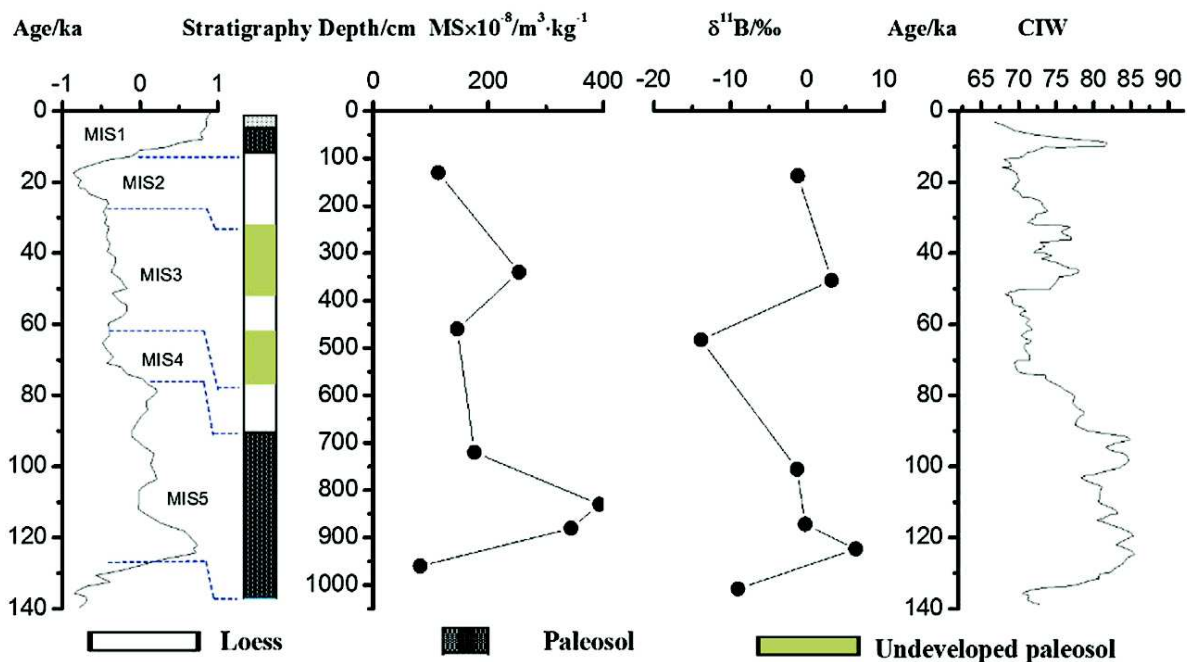 Age/ka Stratigraphy Depth/cm MS×10⁻⁸/m³·kg⁻¹ δ¹¹B/‰ Age/ka CIW
-1 0 1 0 200 400 -20 -10 0 10 65 70 75 80 85 90
0 0 0
MIS1
100
20 MIS2 200 20
300
40 MIS3 40
400
60 500 60
MIS4 600
80 80
700
100 MIS5 800 100
120 900 120
1000
140 140
Loess Paleosol Undeveloped paleosol